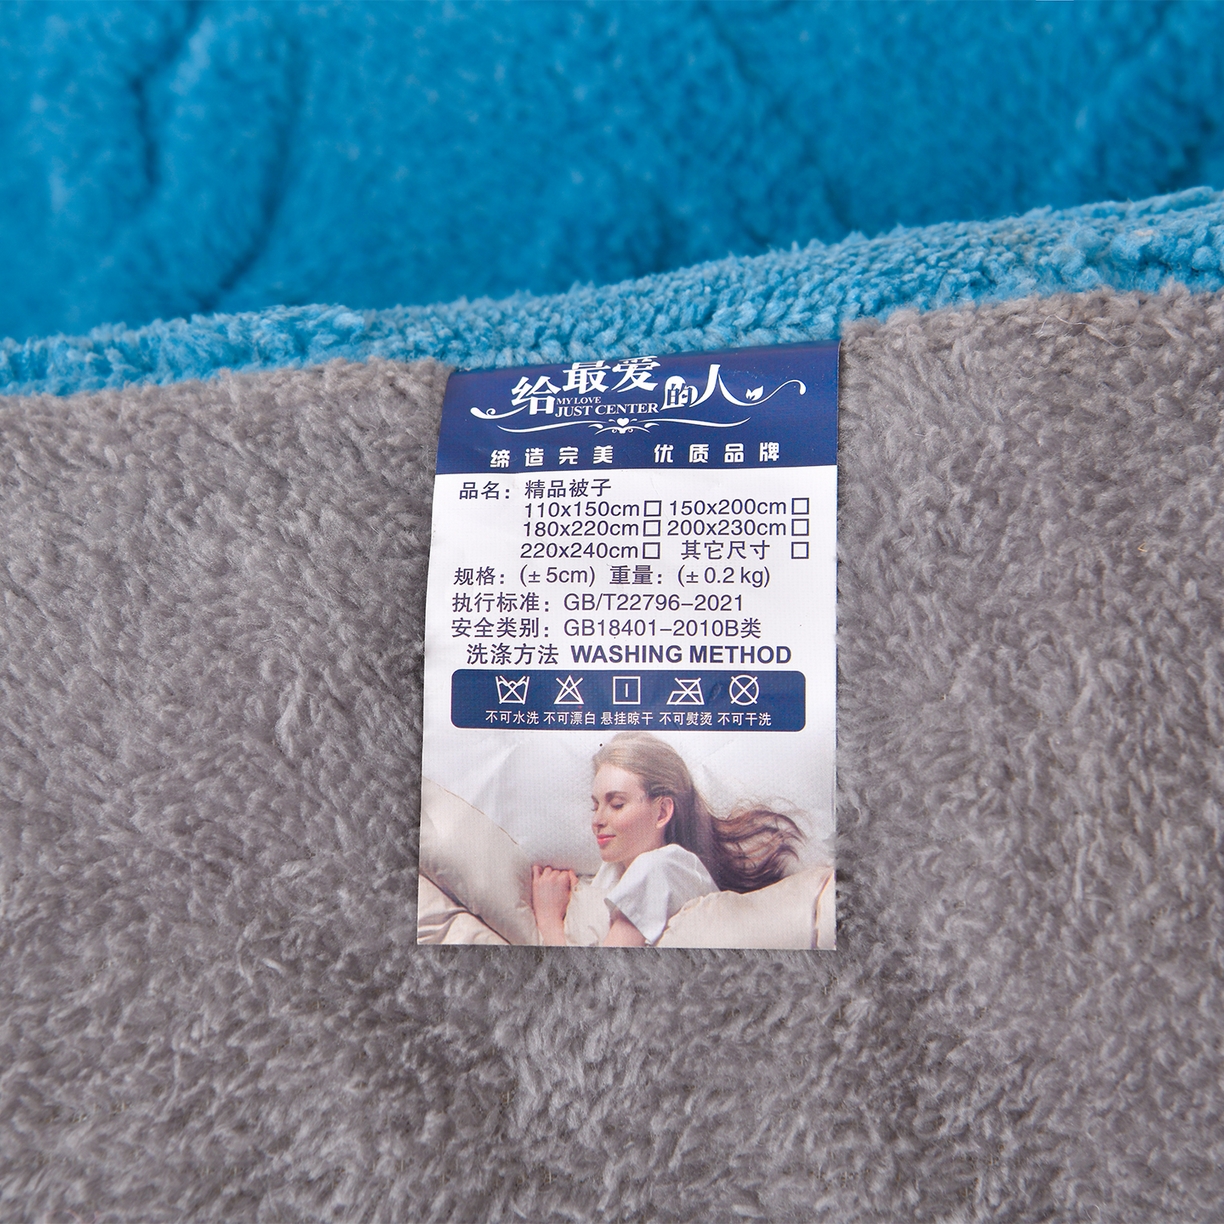 给最爱的人
MY LOVE
JUST CENTER
缔造完美 优质品牌
品名：精品被子
110x150cm□ 150x200cm□
180x220cm□ 200x230cm□
220x240cm□ 其它尺寸 □
规格：(±5cm) 重量：(±0.2kg)
执行标准：GB/T22796-2021
安全类别：GB18401-2010B类
洗涤方法 WASHING METHOD
不可水洗 不可漂白 悬挂晾干 不可熨烫 不可干洗